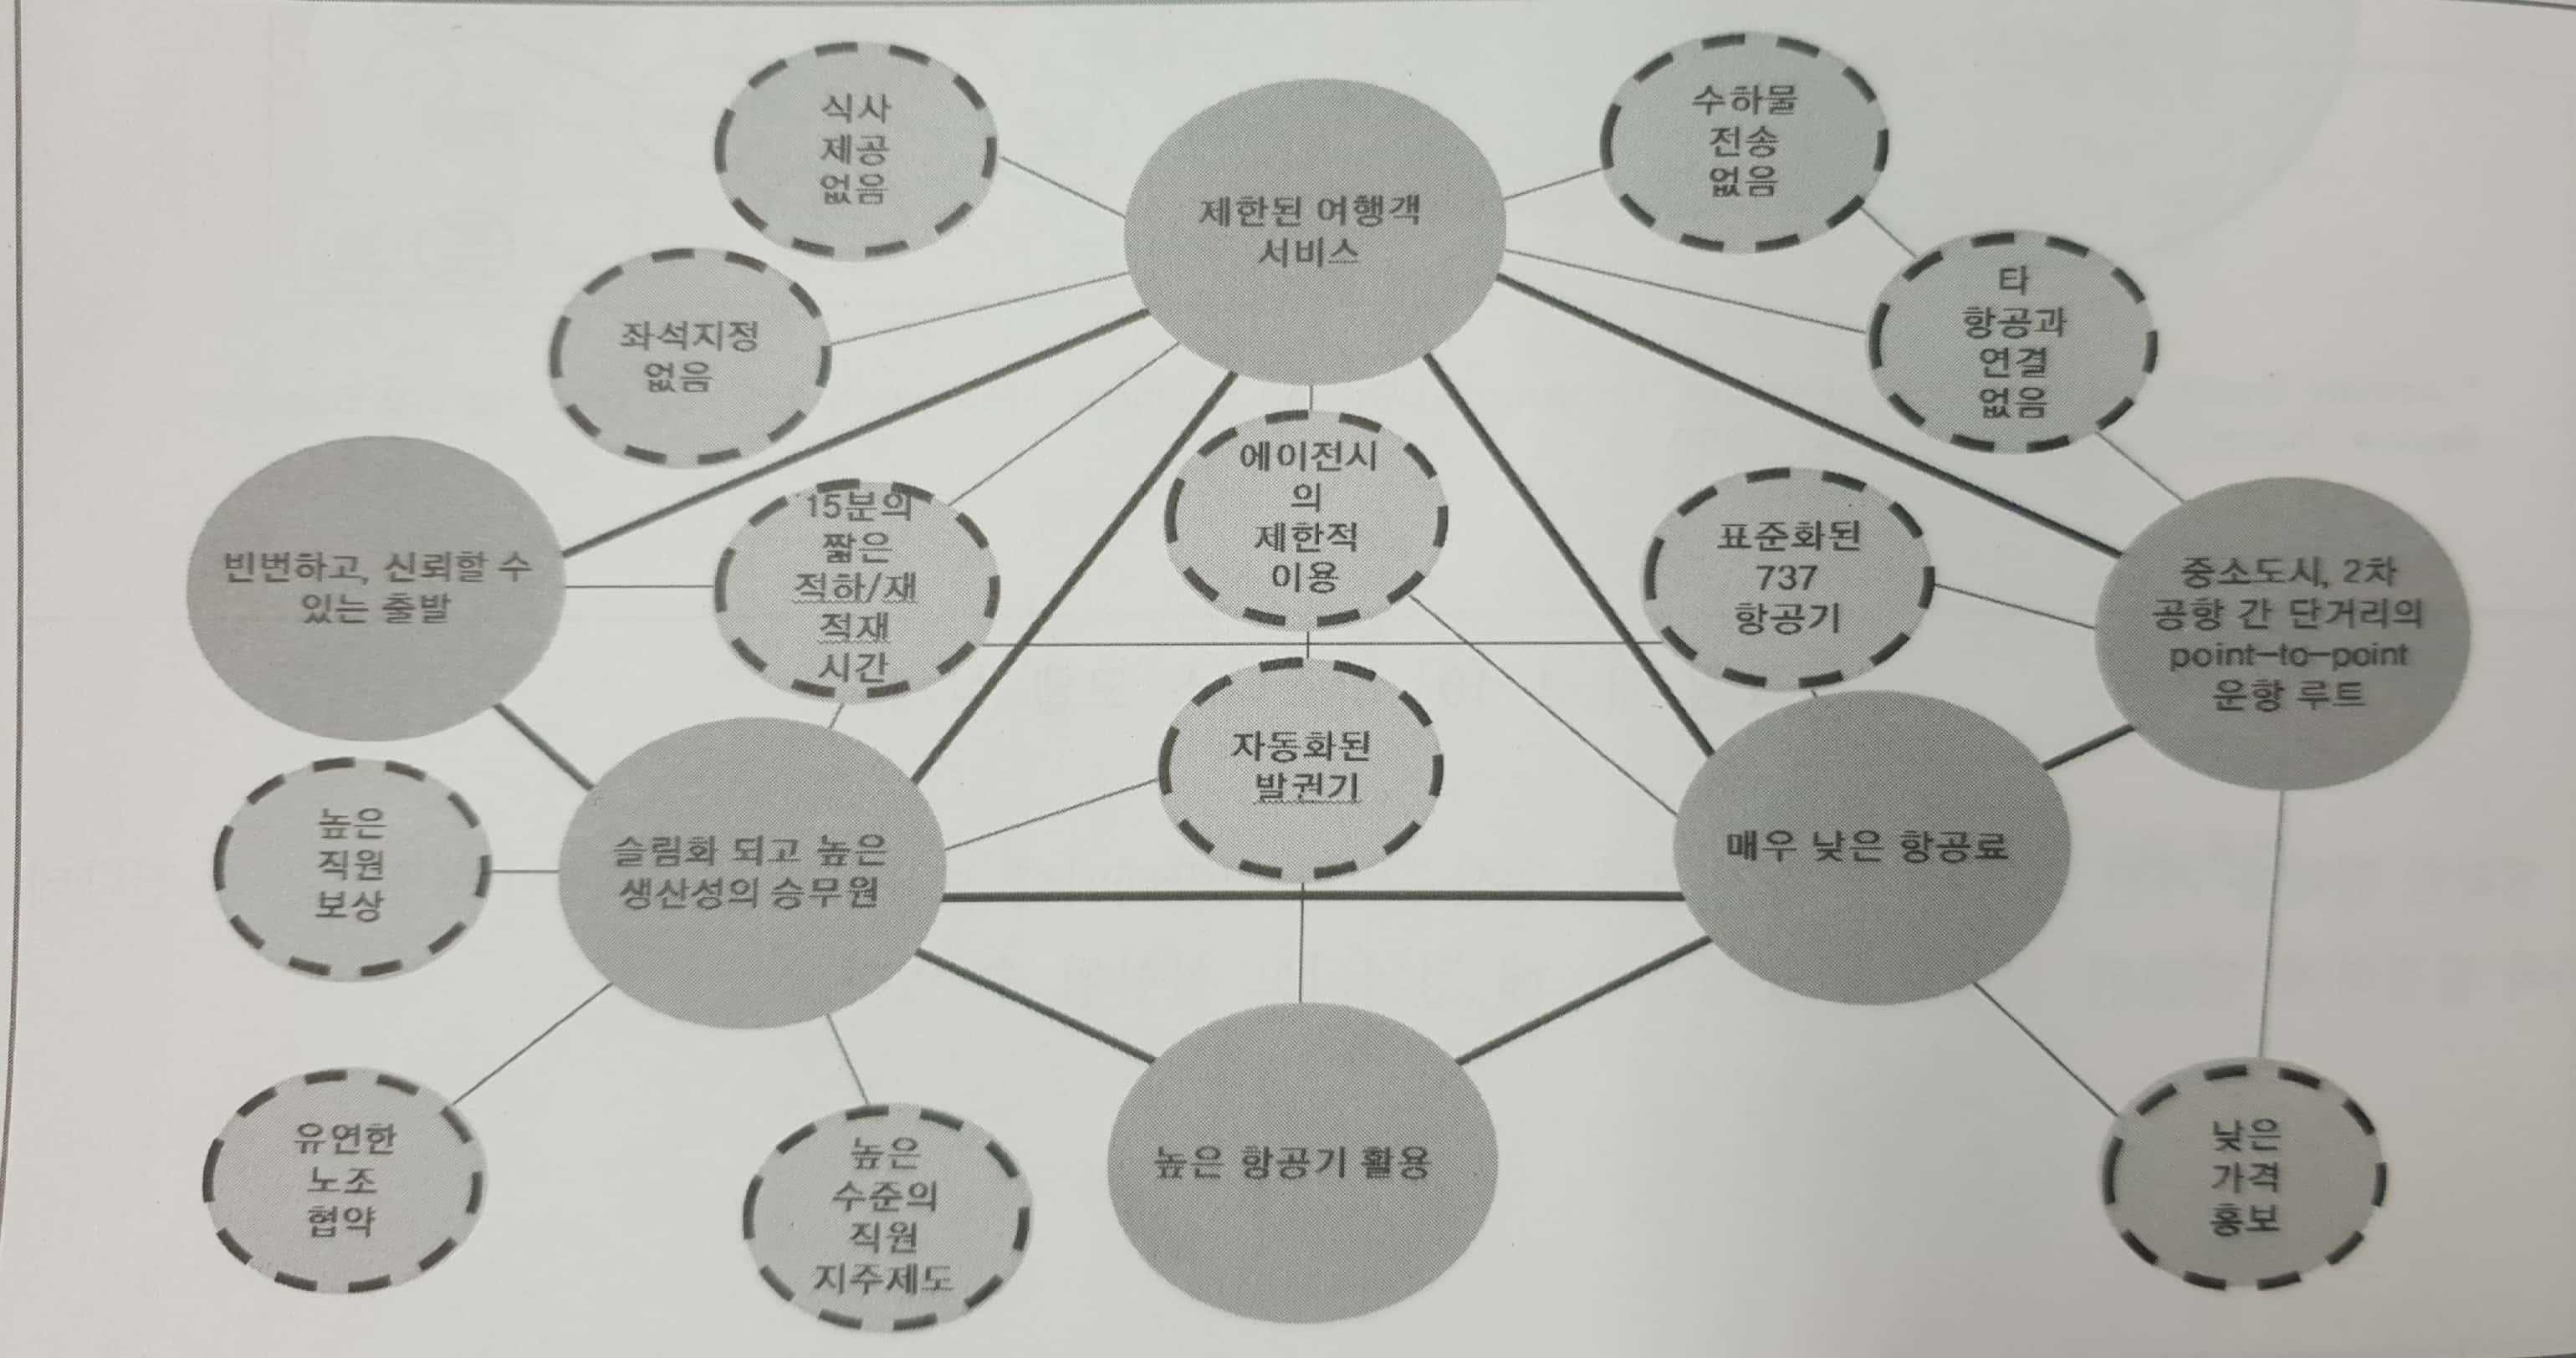 식사
제공
없음
제한된 여행객
서비스
수하물
전송
없음
좌석지정
없음
타
항공과
연결
없음
빈번하고, 신뢰할 수
있는 출발
15분의
짧은
적하/재
적재
시간
에이전시
의
제한적
이용
표준화된
737
항공기
중소도시, 2차
공항 간 단거리의
point-to-point
운항 루트
자동화된
발권기
높은
직원
보상
슬림화 되고 높은
생산성의 승무원
매우 낮은 항공료
유연한
노조
협약
높은
수준의
직원
지주제도
높은 항공기 활용
낮은
가격
홍보